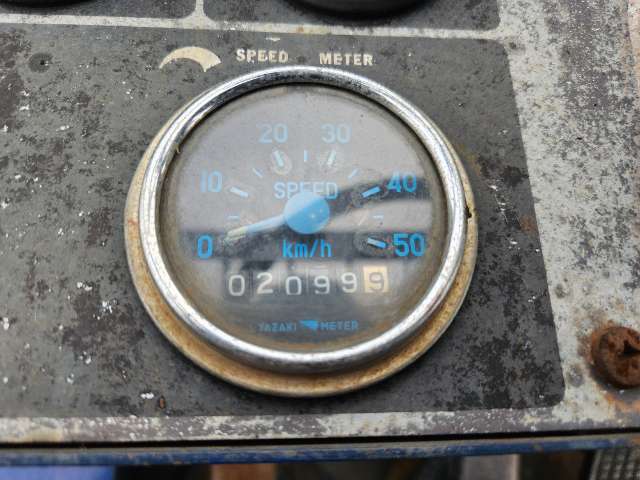 SPEED METER
20 30
10 SPEED 40
0 km/h 50
020999
YAZAKI METER